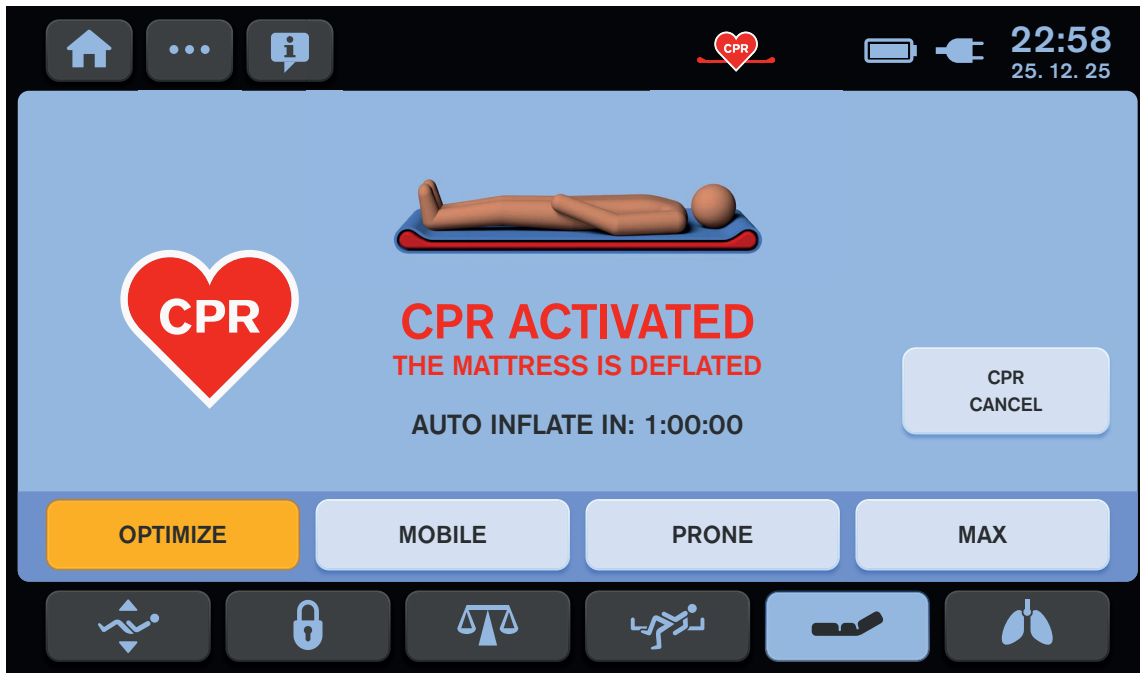 CPR
22:58
25. 12. 25
CPR
CPR ACTIVATED
THE MATTRESS IS DEFLATED
AUTO INFLATE IN: 1:00:00
CPR
CANCEL
OPTIMIZE
MOBILE
PRONE
MAX